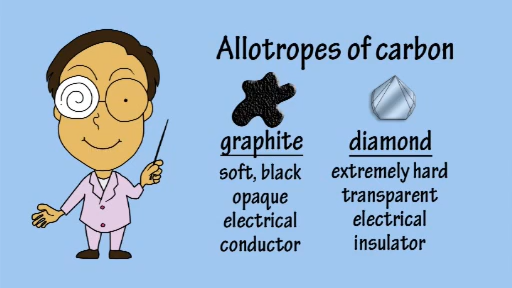 Allotropes of carbon
graphite
soft, black
opaque
electrical
conductor
diamond
extremely hard
transparent
electrical
insulator